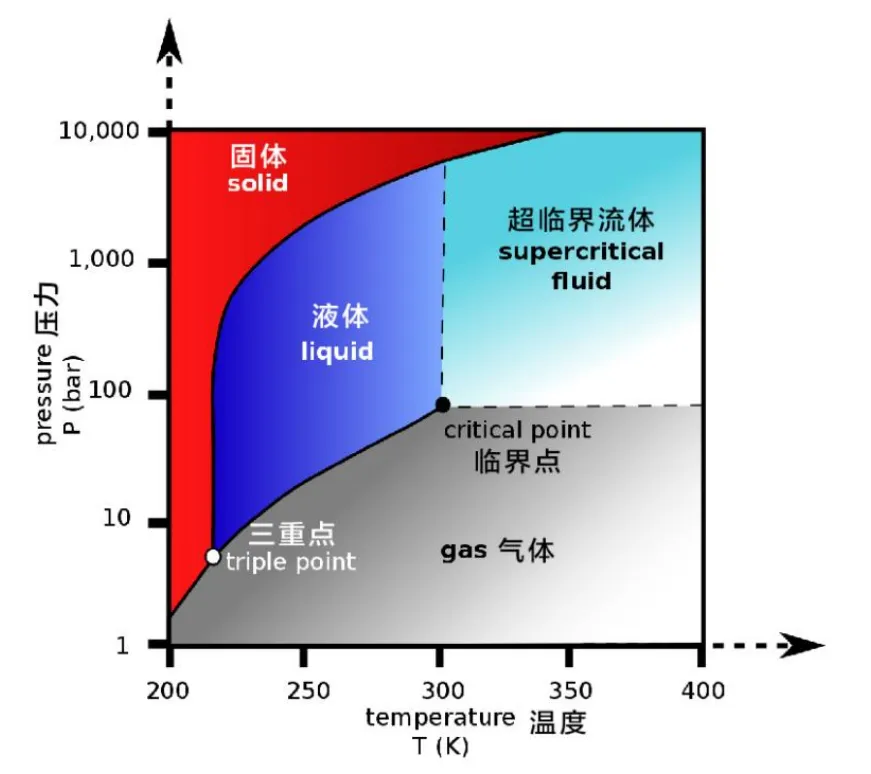 10,000
固体
solid
超临界流体
supercritical
fluid
1,000
液体
liquid
pressure 压力
P (bar)
100
critical point
临界点
10
三重点
triple point
gas 气体
1
200
250
300
350
400
temperature 温度
T (K)